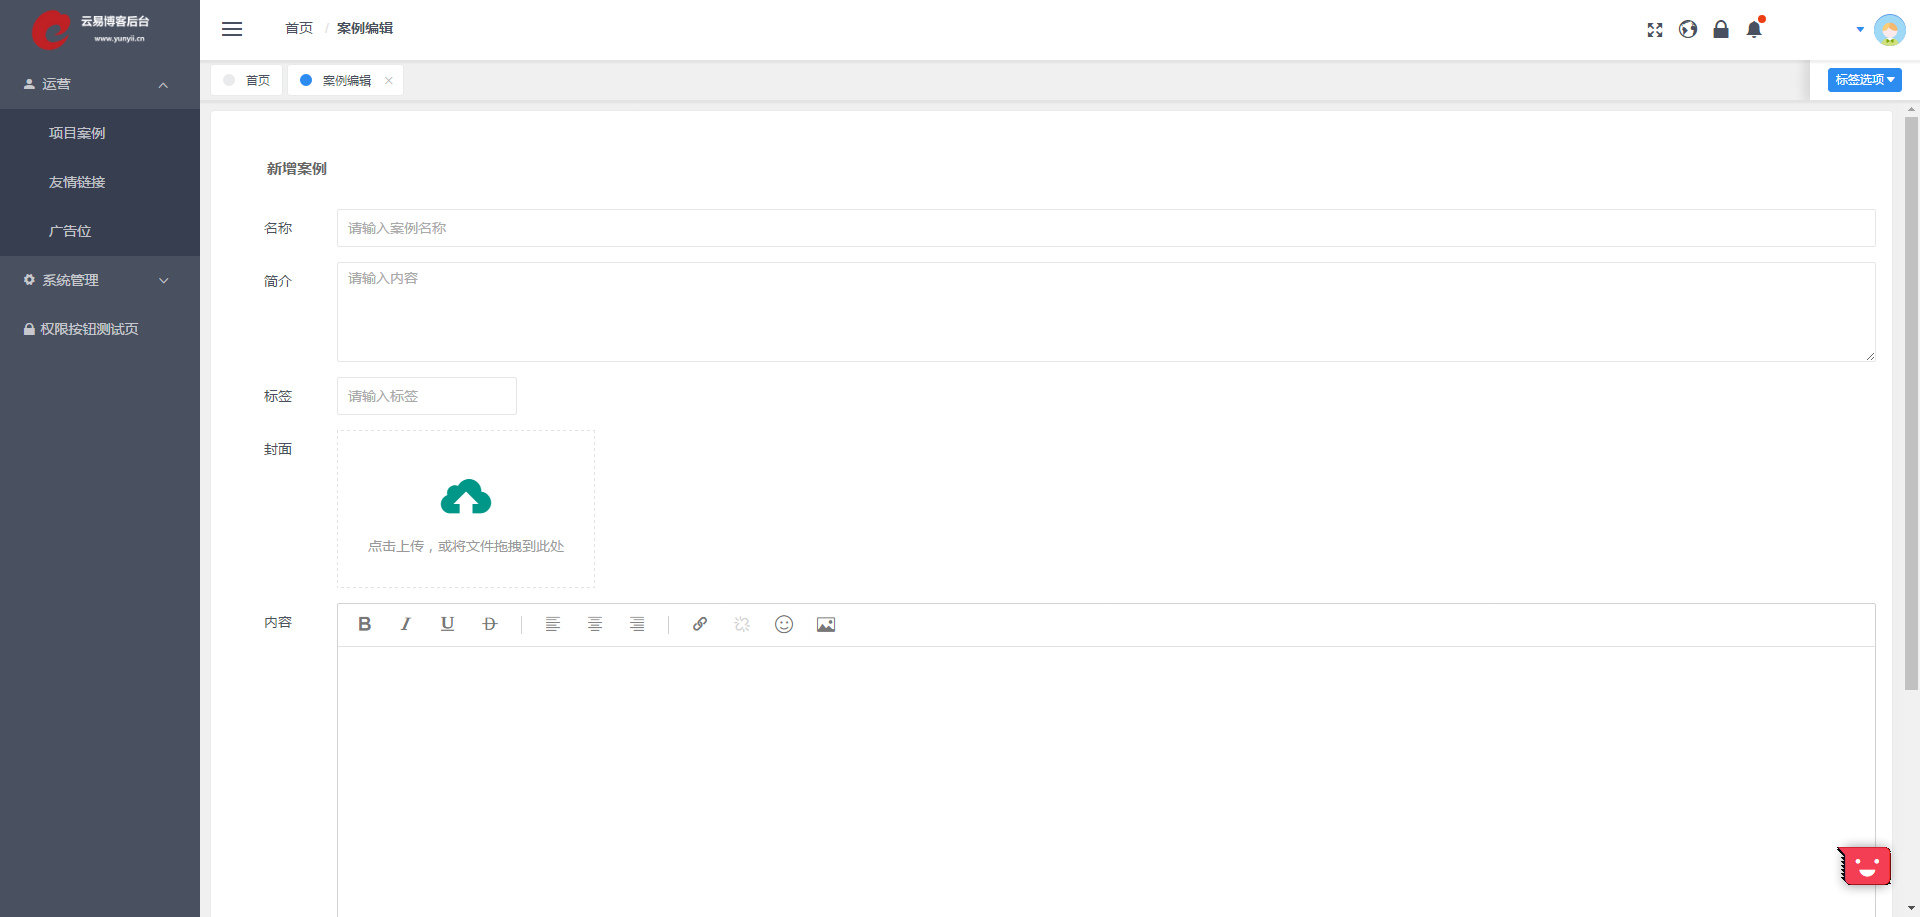 云易博客后台
www.yunyii.cn
首页 / 案例编辑
运营
项目案例
友情链接
广告位
系统管理
权限按钮测试页
首页
案例编辑
标签选项
新增案例
名称
请输入案例名称
简介
请输入内容
标签
请输入标签
封面
点击上传，或将文件拖拽到此处
内容